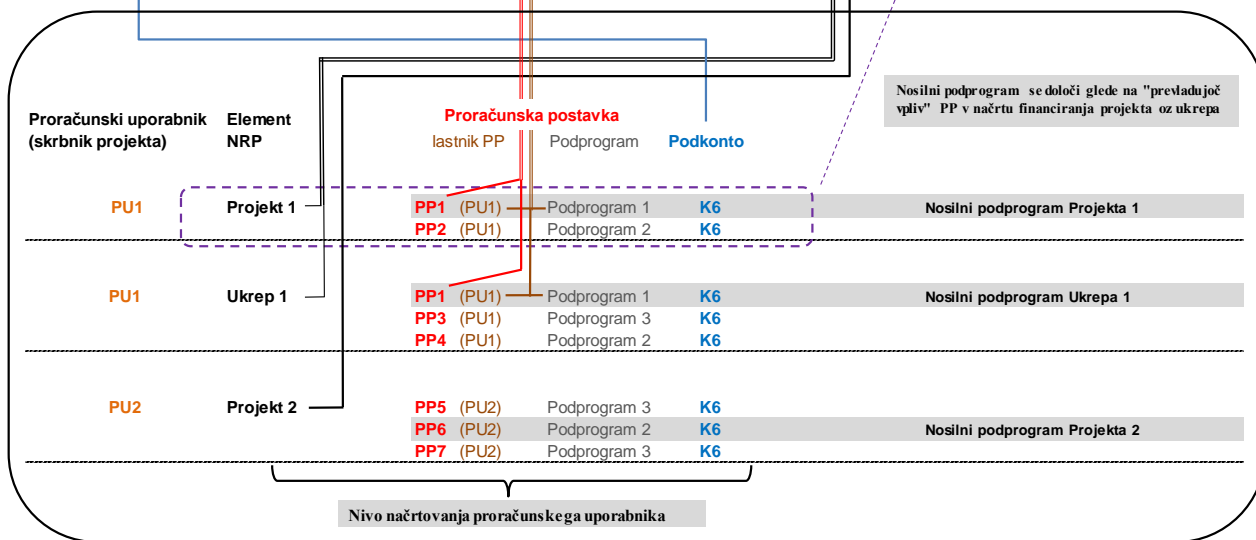 Nosilni podprogram se določi glede na "prevladujoč
vpliv" PP v načrtu financiranja projekta oz ukrepa
Proračunski uporabnik
(skrbnik projekta)
Element
NRP
Proračunska postavka
lastnik PP Podprogram Podkonto
PU1 Projekt 1 PP1 (PU1) Podprogram 1 K6 Nosilni podprogram Projekta 1
PP2 (PU1) Podprogram 2 K6
PU1 Ukrep 1 PP1 (PU1) Podprogram 1 K6 Nosilni podprogram Ukrepa 1
PP3 (PU1) Podprogram 3 K6
PP4 (PU1) Podprogram 2 K6
PU2 Projekt 2 PP5 (PU2) Podprogram 3 K6
PP6 (PU2) Podprogram 2 K6 Nosilni podprogram Projekta 2
PP7 (PU2) Podprogram 3 K6
Nivo načrtovanja proračunskega uporabnika